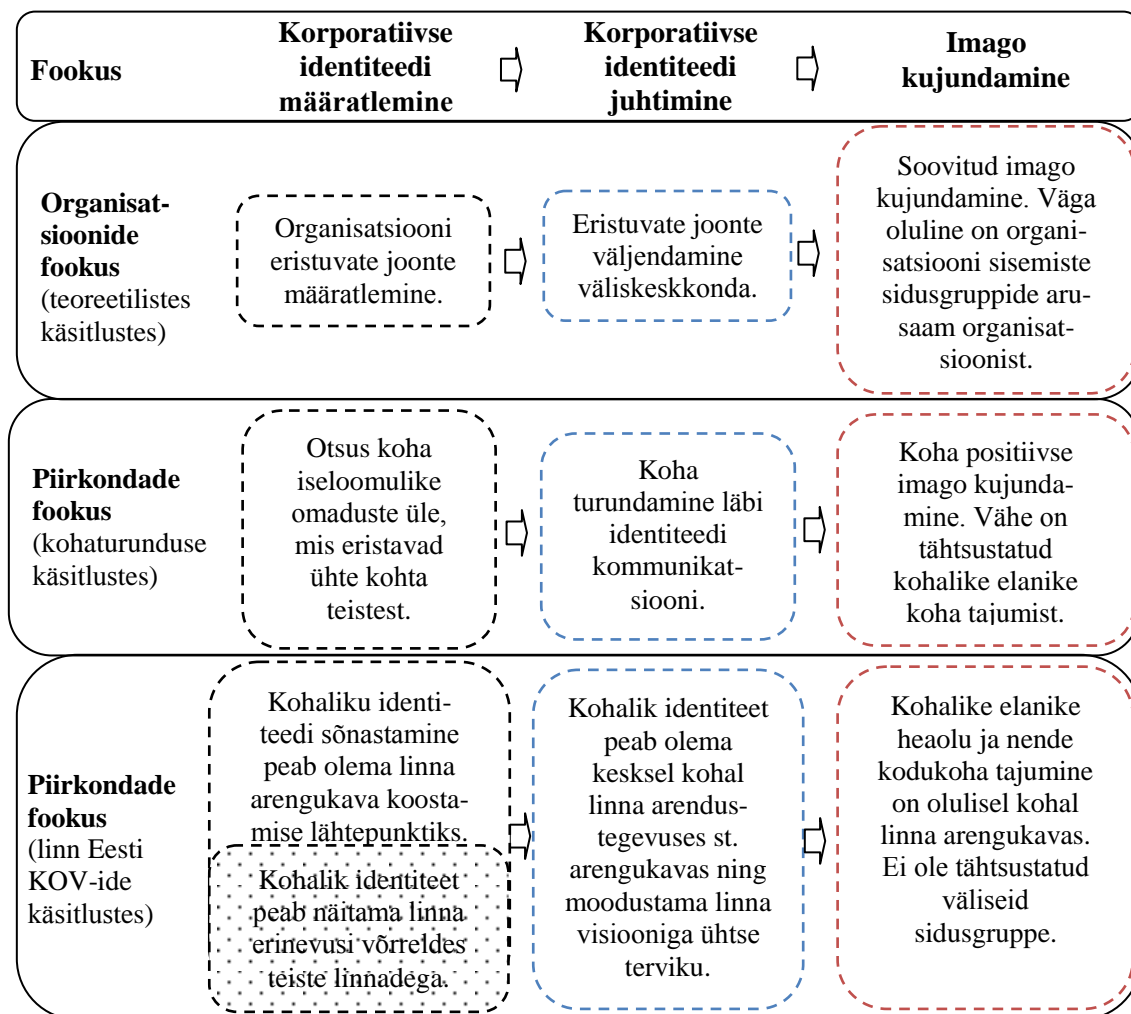 Fookus
Korporatiivse
identiteedi
määratlemine
Korporatiivse
identiteedi
juhtimine
Imago
kujundamine
Organisat-
sioonide
fookus
(teoreetilistes
käsitlustes)
Organisatsiooni
eristuvate joonte
määratlemine.
Eristuvate joonte
väljendamine
väliskeskkonda.
Soovitud imago
kujundamine. Väga
oluline on organi-
satsiooni sisemiste
sidusgruppide aru-
saam organisat-
sioonist.
Piirkondade
fookus
(kohaturunduse
käsitlustes)
Otsus koha
iseloomulike
omaduste üle,
mis eristavad
ühte kohta
teistest.
Koha
turundamine läbi
identiteedi
kommunikat-
siooni.
Koha positiivse
imago kujunda-
mine. Vähe on
tähtsustatud
kohalike elanike
koha tajumist.
Piirkondade
fookus
(linn Eesti
KOV-ide
käsitlustes)
Kohaliku identi-
teedi sõnastamine
peab olema linna
arengukava koosta-
mise lähtepunktiks.
Kohalik identiteet
peab näitama linna
erinevusi võrreldes
teiste linnadega.
Kohalik identiteet
peab olema
kesksel kohal
linna arendus-
tegevuses st.
arengukavas ning
moodustama linna
visiooniga ühtse
terviku.
Kohalike elanike
heaolu ja nende
kodukoha tajumine
on olulisel kohal
linna arengukavas.
Ei ole tähtsustatud
väliseid
sidusgruppe.